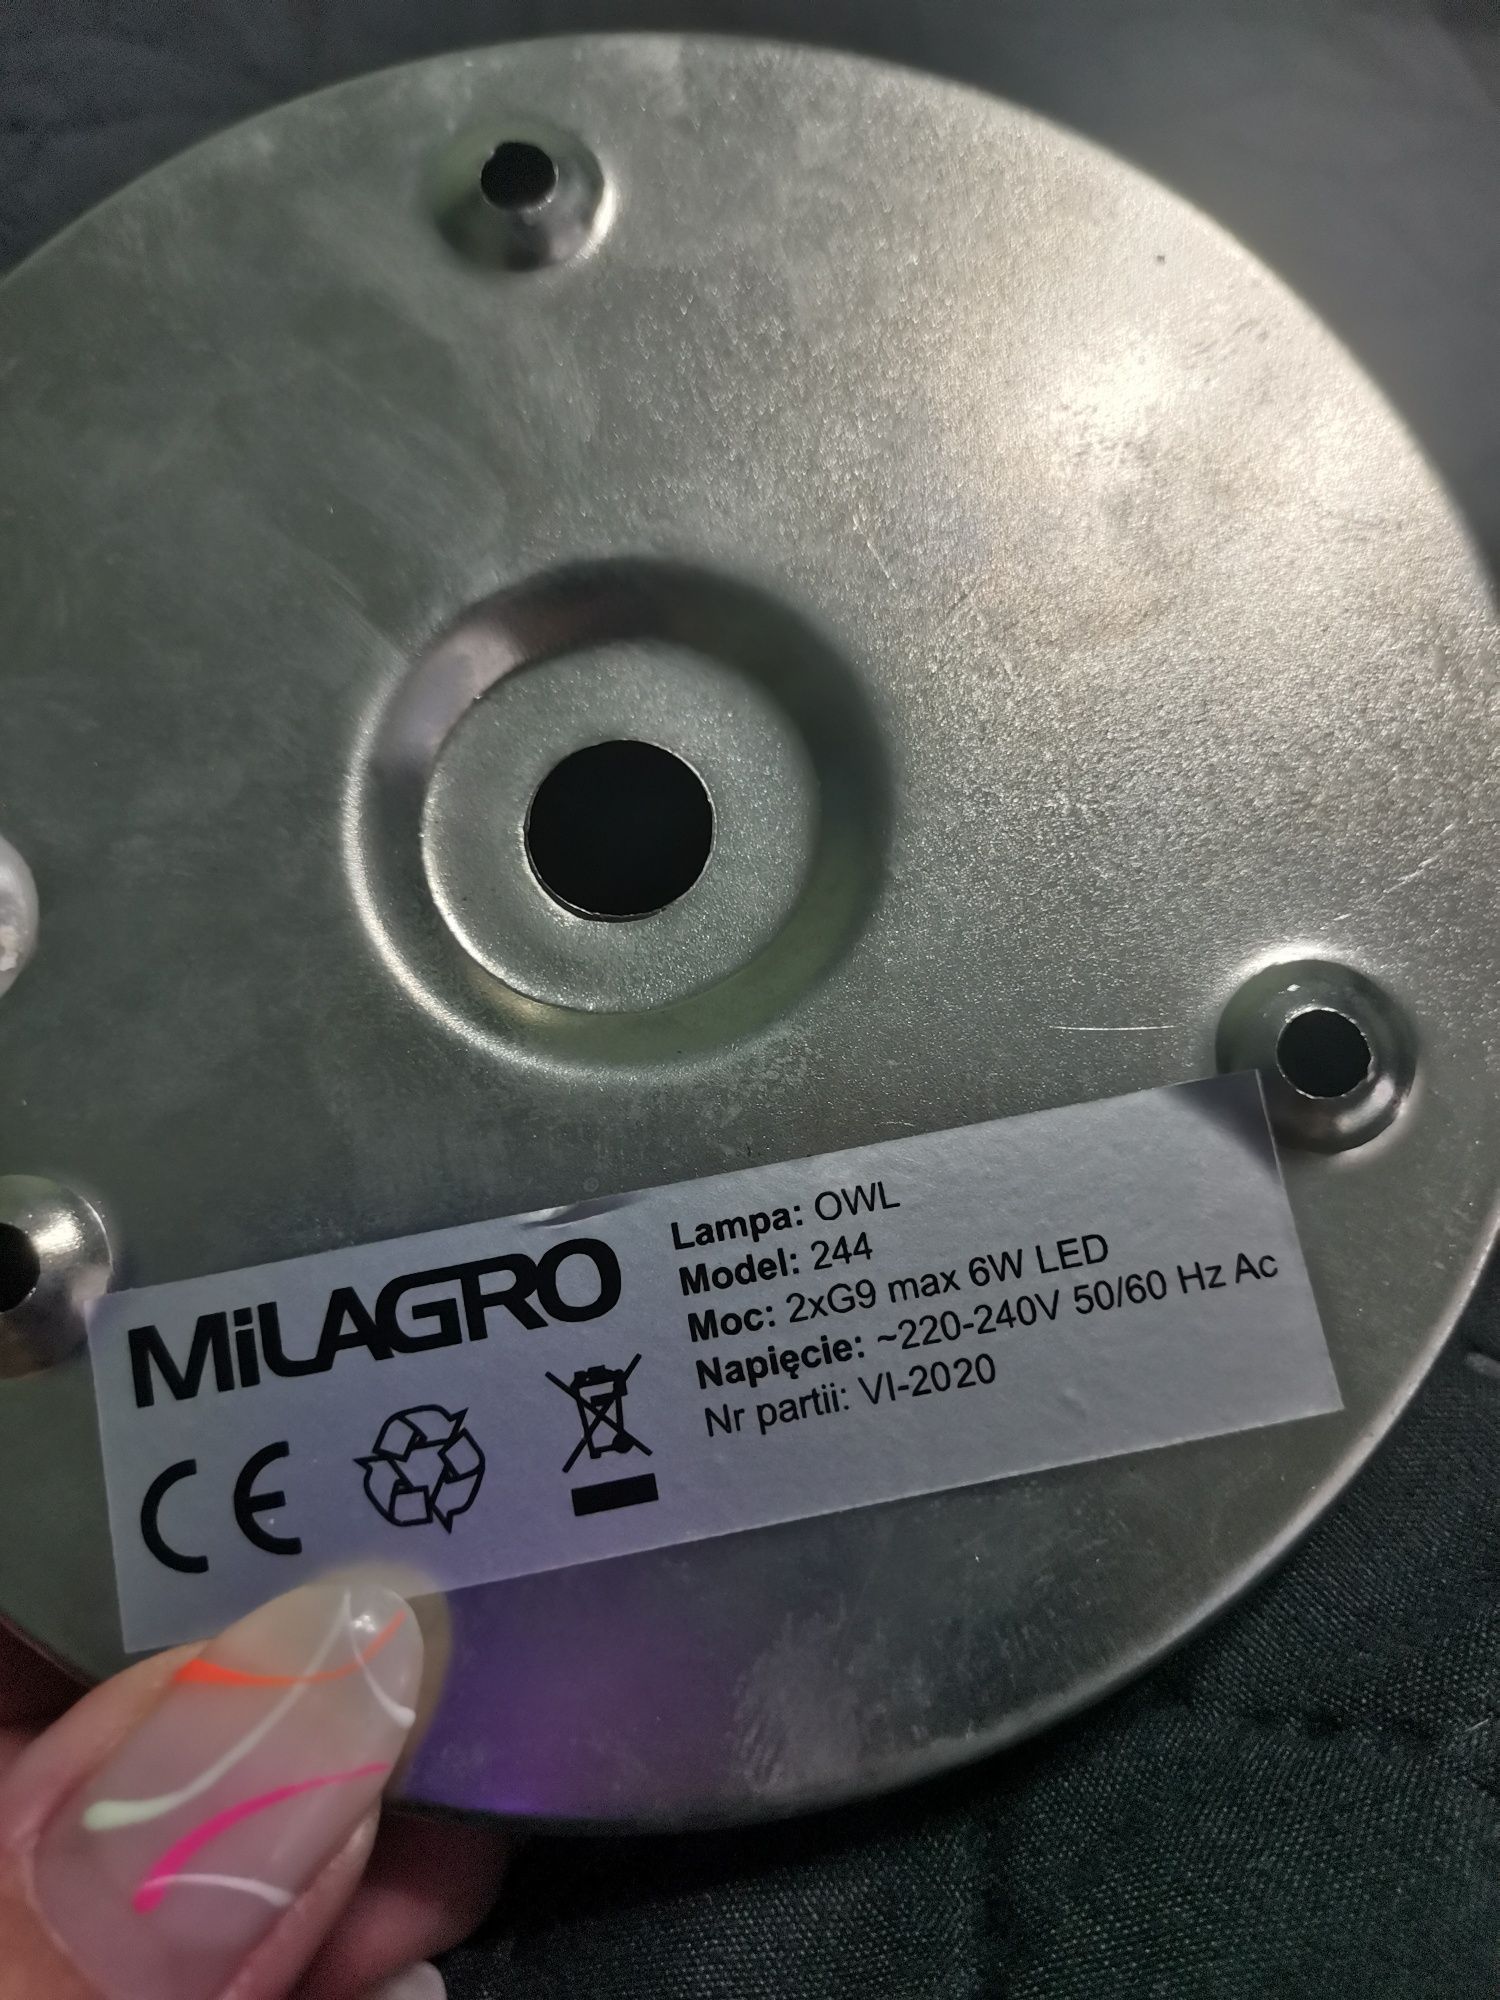 MiLAGRO
CE
Lampa: OWL
Model: 244
Moc: 2xG9 max 6W LED
Napięcie: ~220-240V 50/60 Hz Ac
Nr partii: VI-2020